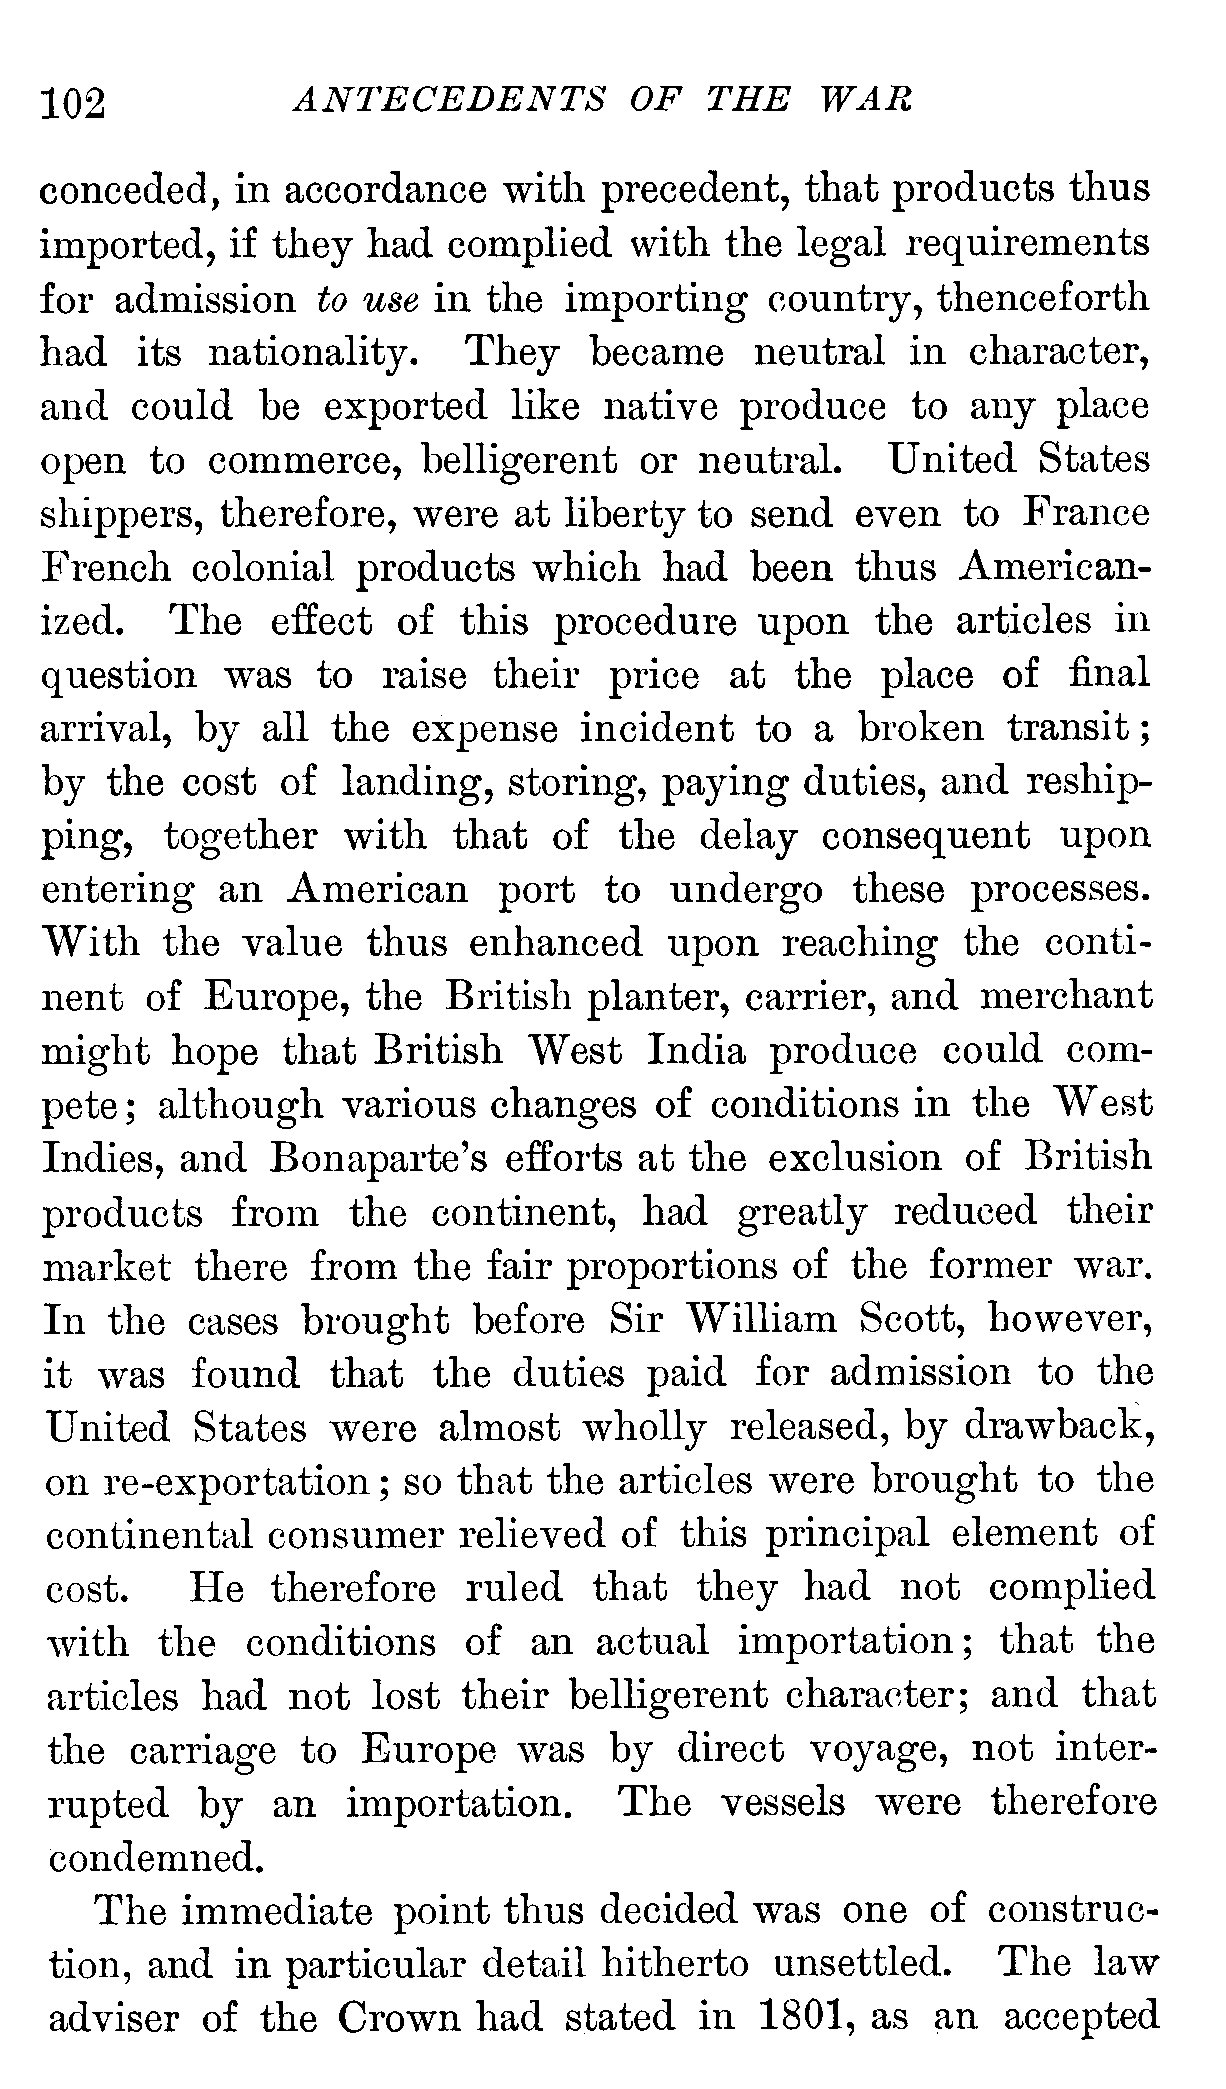 102 ANTECEDENTS OF THE WAR
conceded, in accordance with precedent, that products thus
imported, if they had complied with the legal requirements
for admission to use in the importing country, thenceforth
had its nationality. They became neutral in character,
and could be exported like native produce to any place
open to commerce, belligerent or neutral. United States
shippers, therefore, were at liberty to send even to France
French colonial products which had been thus American-
ized. The effect of this procedure upon the articles in
question was to raise their price at the place of final
arrival, by all the expense incident to a broken transit;
by the cost of landing, storing, paying duties, and reship-
ping, together with that of the delay consequent upon
entering an American port to undergo these processes.
With the value thus enhanced upon reaching the conti-
nent of Europe, the British planter, carrier, and merchant
might hope that British West India produce could com-
pete; although various changes of conditions in the West
Indies, and Bonaparte's efforts at the exclusion of British
products from the continent, had greatly reduced their
market there from the fair proportions of the former war.
In the cases brought before Sir William Scott, however,
it was found that the duties paid for admission to the
United States were almost wholly released, by drawback,
on re-exportation; so that the articles were brought to the
continental consumer relieved of this principal element of
cost. He therefore ruled that they had not complied
with the conditions of an actual importation; that the
articles had not lost their belligerent character; and that
the carriage to Europe was by direct voyage, not inter-
rupted by an importation. The vessels were therefore
condemned.
The immediate point thus decided was one of construc-
tion, and in particular detail hitherto unsettled. The law
adviser of the Crown had stated in 1801, as an accepted